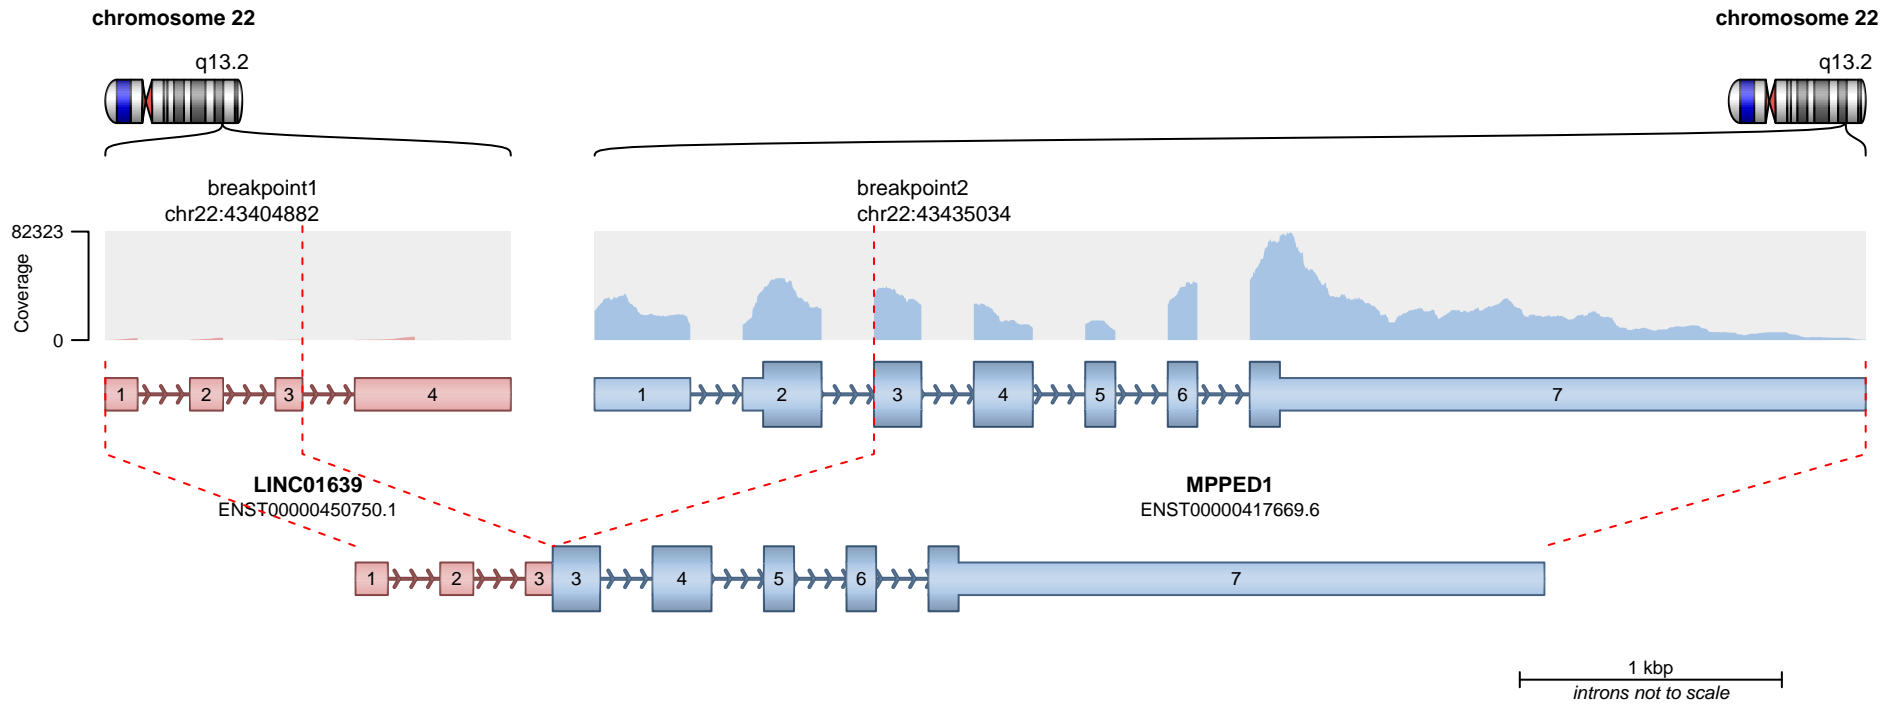 chromosome 22
chromosome 22
q13.2
q13.2
breakpoint1
chr22:43404882
breakpoint2
chr22:43435034
82323
Coverage
0
1 2 3 4
1 2 3 4 5 6 7
LINC01639
ENST00000450750.1
MPPED1
ENST00000417669.6
1 2 3 3 4 5 6 7
1 kbp
introns not to scale